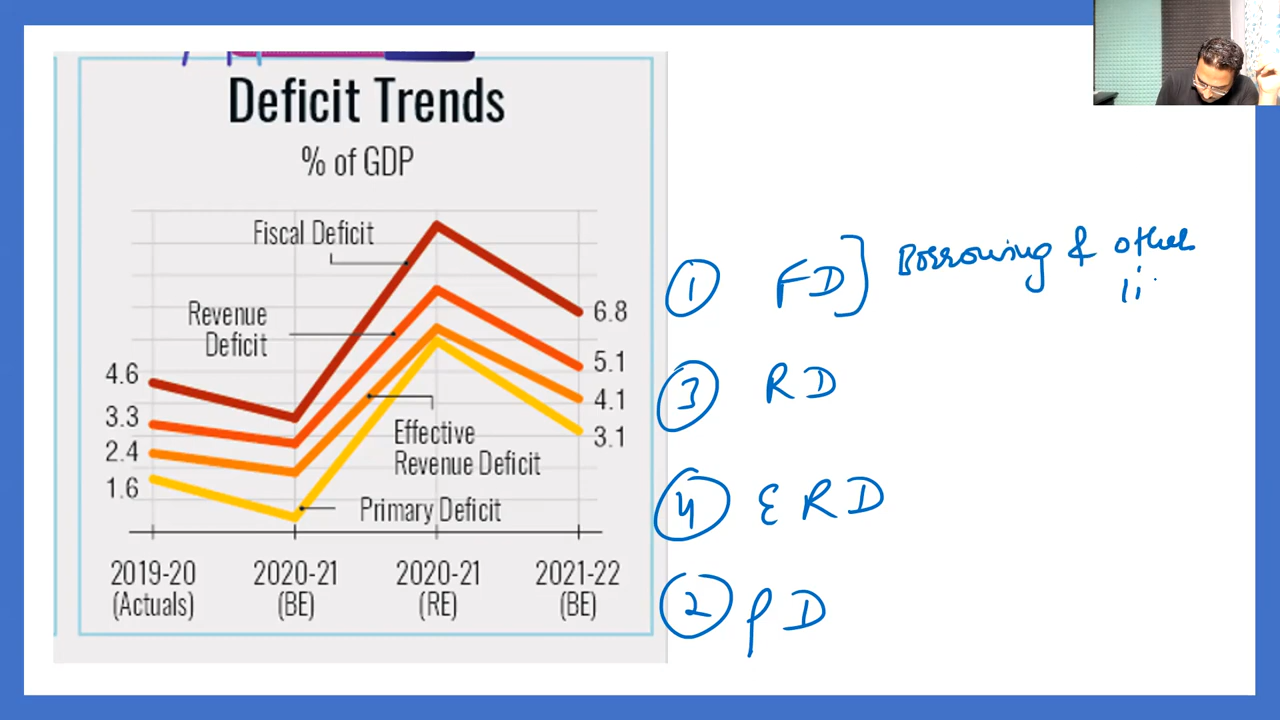 Deficit Trends
% of GDP
Fiscal Deficit
Revenue
Deficit
Effective
Revenue Deficit
Primary Deficit
4.6
3.3
2.4
1.6
6.8
5.1
4.1
3.1
2019-20
(Actuals)
2020-21
(BE)
2020-21
(RE)
2021-22
(BE)
① FD} Borrowing & other
③ RD
④ ERD
② PD